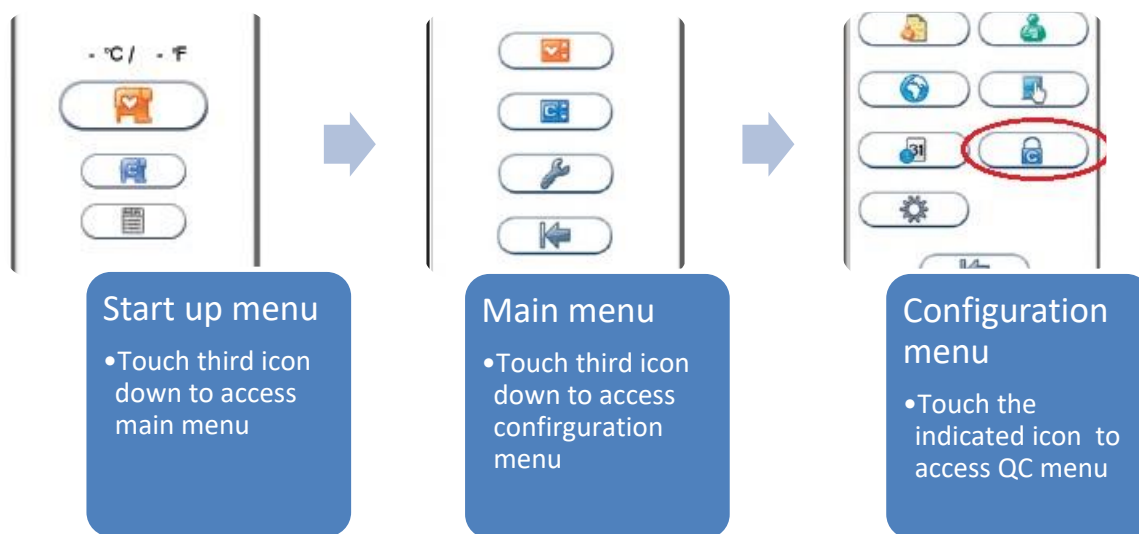 - °C/ - °F
C
31
C
Start up menu
•Touch third icon
down to access
main menu
Main menu
•Touch third icon
down to access
confirguration
menu
Configuration
menu
•Touch the
indicated icon to
access QC menu